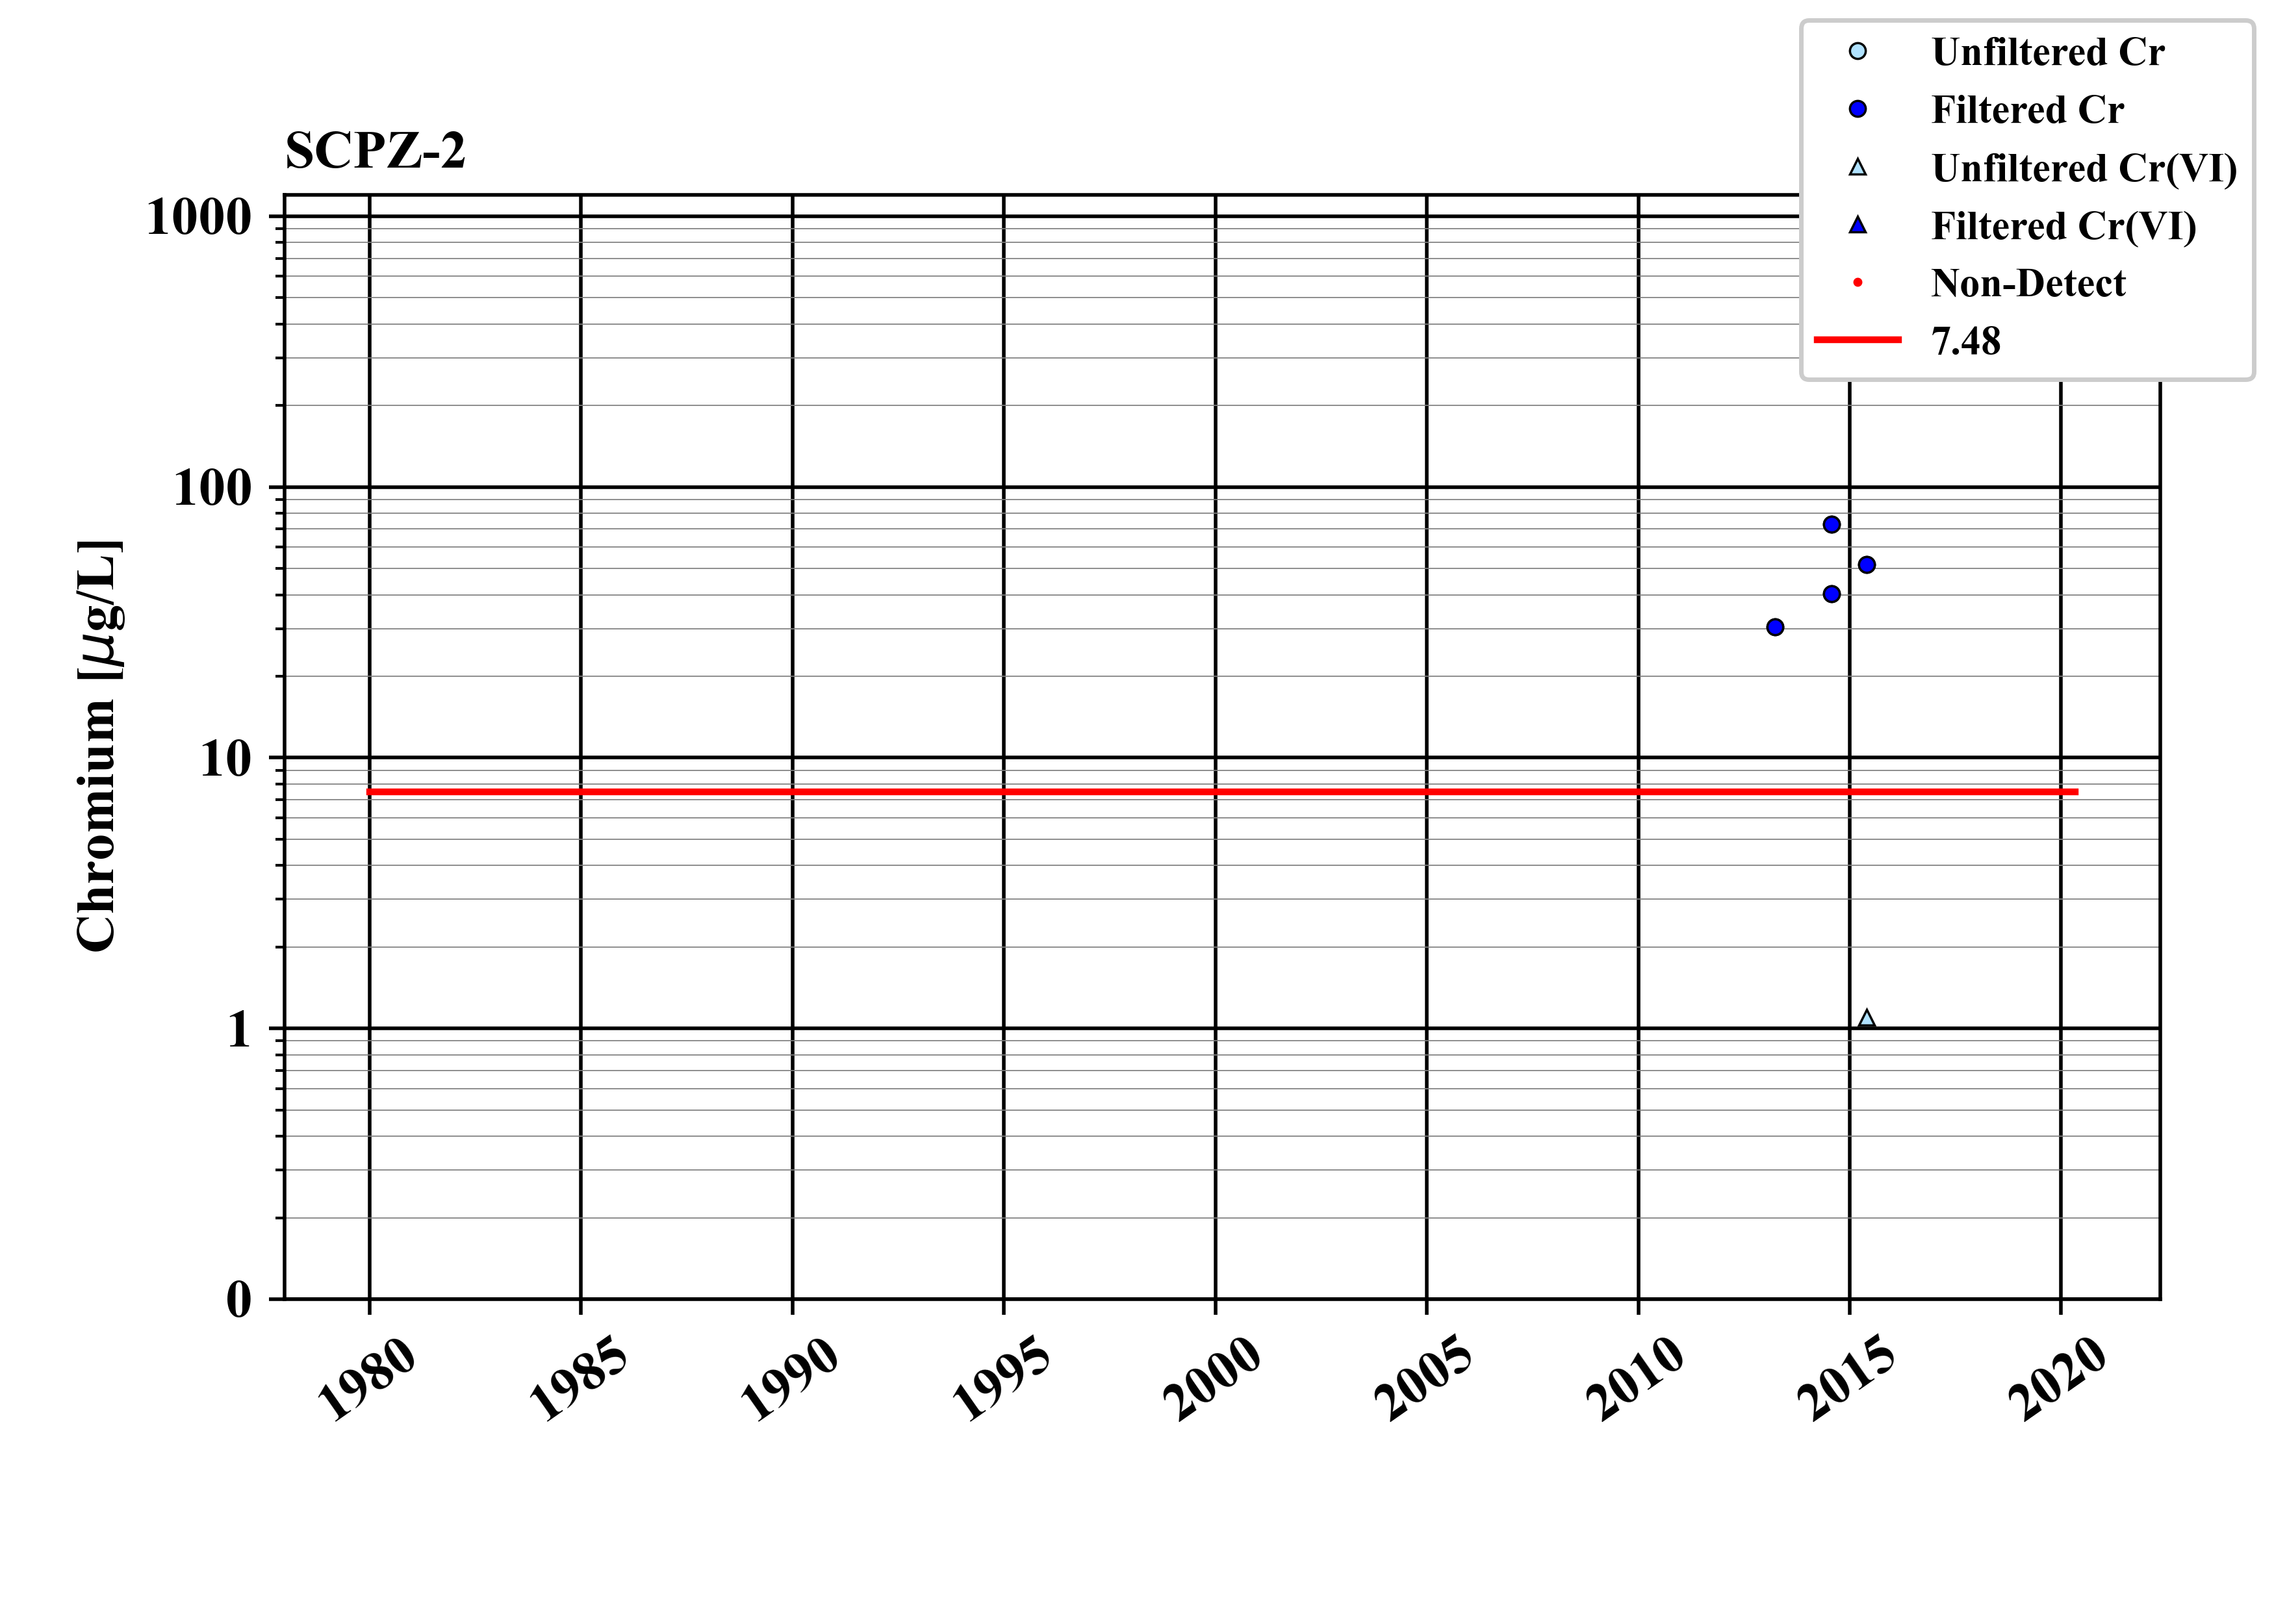 Unfiltered Cr
Filtered Cr
Unfiltered Cr(VI)
Filtered Cr(VI)
Non-Detect
7.48
SCPZ-2
1000
100
10
1
0
Chromium [μg/L]
1980
1985
1990
1995
2000
2005
2010
2015
2020